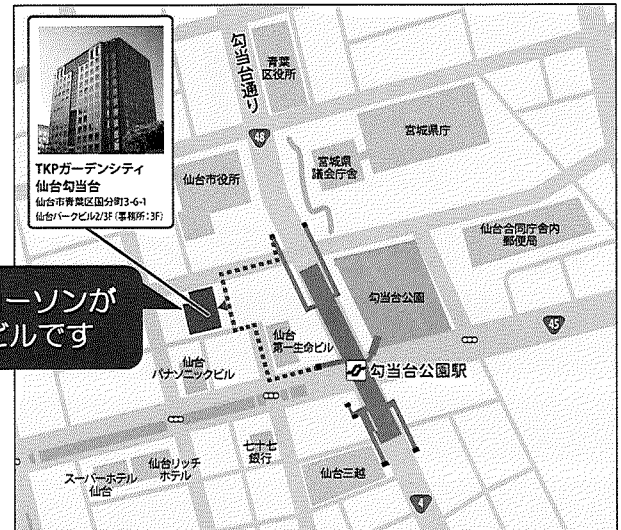 勾当台通り
青葉
区役所
48
宮城県庁
宮城県
議会庁舎
仙台市役所
TKPガーデンシティ
仙台勾当台
仙台市青葉区国分町3-6-1
仙台パークビル2/3F(事務所:3F)
仙台合同庁舎内
郵便局
勾当台公園
45
ーソンが
ビルです
仙台
第一生命ビル
仙台
パナソニックビル
勾当台公園駅
七十七
銀行
仙台三越
スーパーホテル
仙台
仙台リッチ
ホテル
4